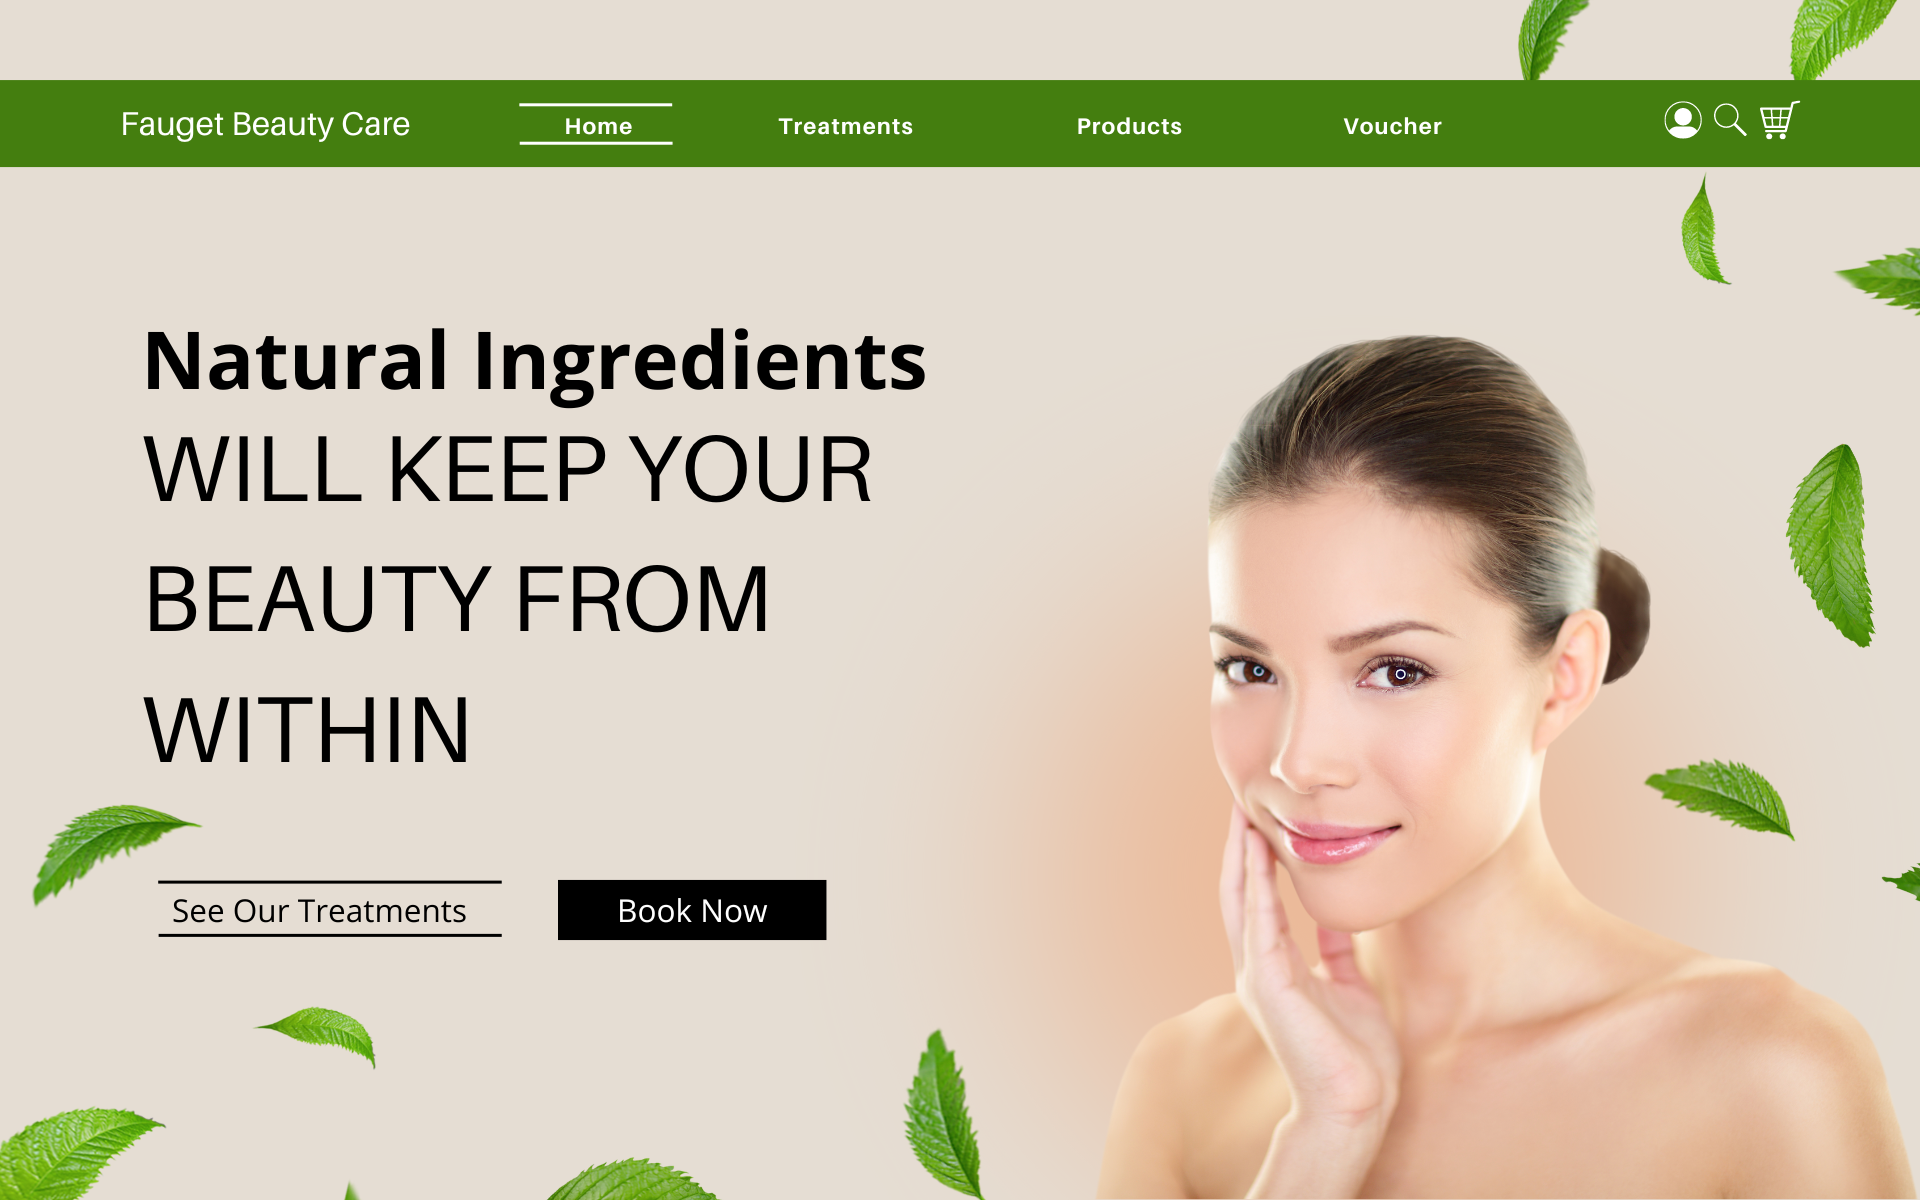 Fauget Beauty Care
Home
Treatments
Products
Voucher
Natural Ingredients
WILL KEEP YOUR
BEAUTY FROM
WITHIN
See Our Treatments
Book Now